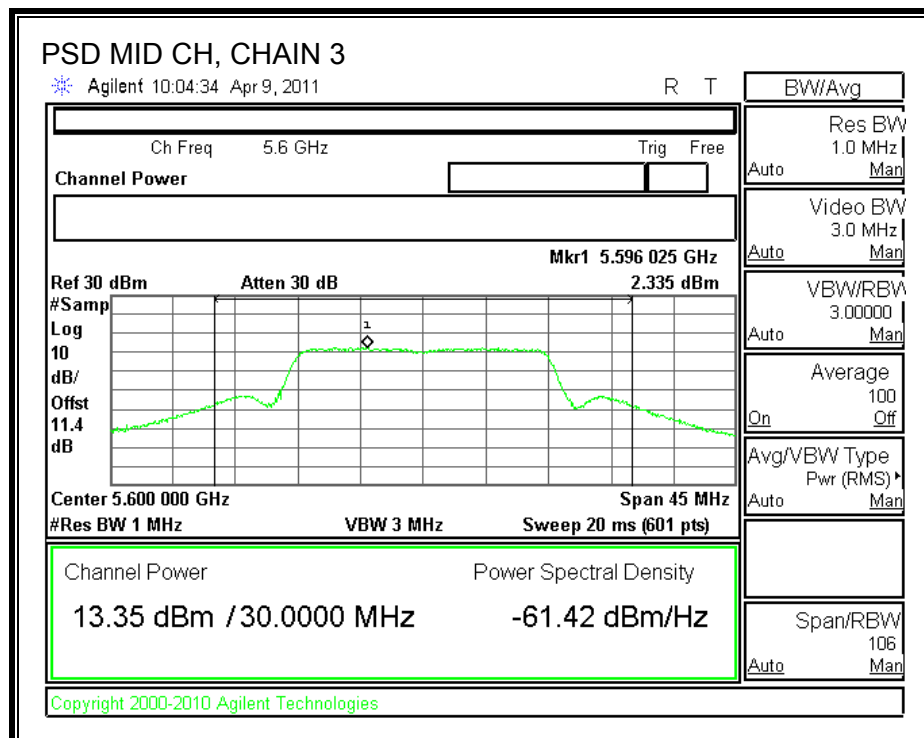 PSD MID CH, CHAIN 3
Agilent 10:04:34 Apr 9, 2011 R T
Ch Freq 5.6 GHz Trig Free
Channel Power
Mkr1 5.596 025 GHz
Ref 30 dBm Atten 30 dB 2.335 dBm
#Samp
Log
10
dB/
Offst
11.4
dB
1
Center 5.600 000 GHz Span 45 MHz
#Res BW 1 MHz VBW 3 MHz Sweep 20 ms (601 pts)
Channel Power Power Spectral Density
13.35 dBm / 30.0000 MHz -61.42 dBm/Hz
Copyright 2000-2010 Agilent Technologies
BW/Avg
Res BW
1.0 MHz
Auto Man
Video BW
3.0 MHz
Auto Man
VBW/RBW
3.00000
Auto Man
Average
100
On Off
Avg/VBW Type
Pwr (RMS)
Auto Man
Span/RBW
106
Auto Man